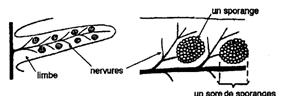 un sporange
nervures
limbe
un sore de sporanges